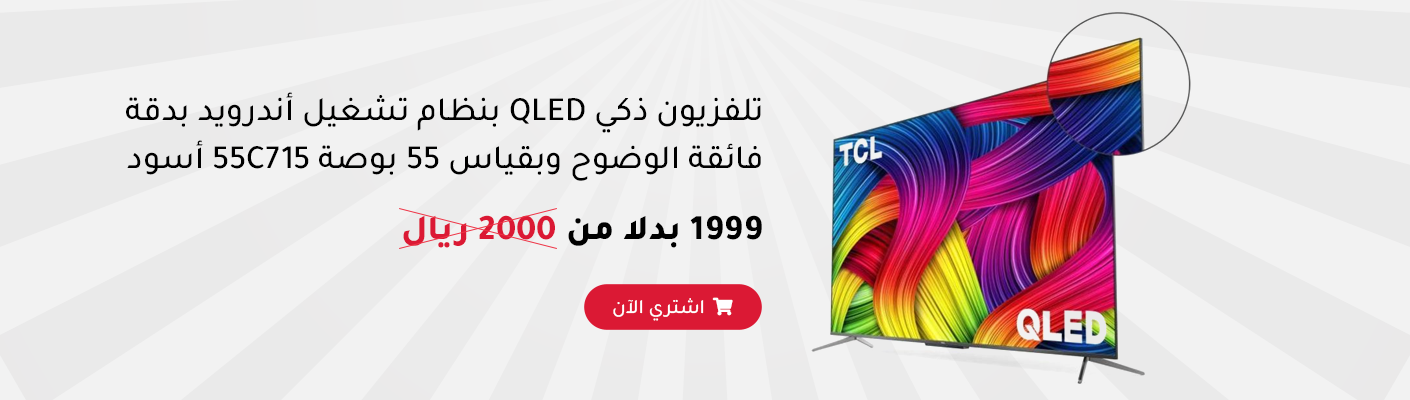 تلفزيون ذكي QLED بنظام تشغيل أندرويد بدقة
فائقة الوضوح وبقياس 55 بوصة 55C715 أسود
1999 بدلا من 2000 ريال
اشتري الآن
TCL
QLED